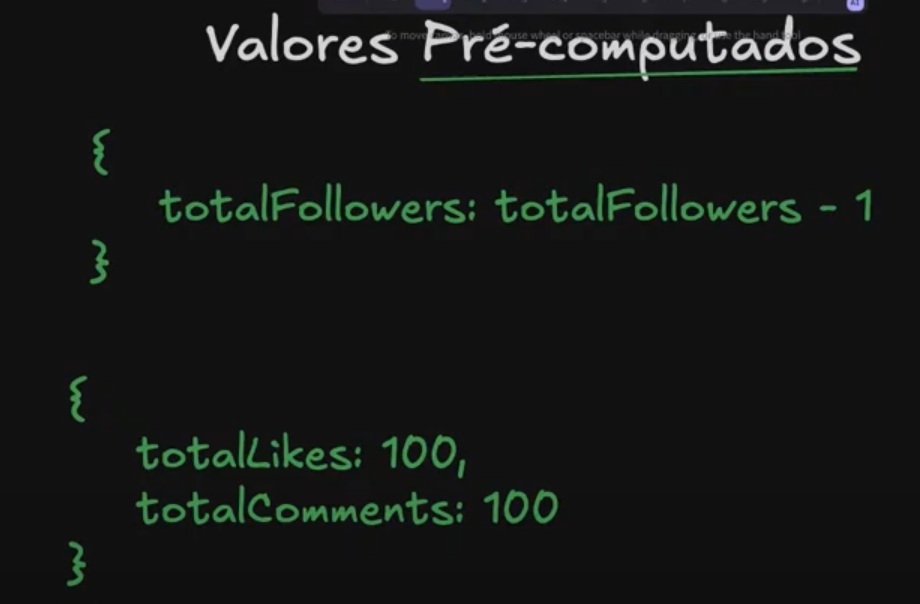 To move canvas, hold mouse wheel or spacebar while dragging, or use the hand tool
Valores Pré-computados
{
totalFollowers: totalFollowers - 1
}
{
totalLikes: 100,
totalComments: 100
}